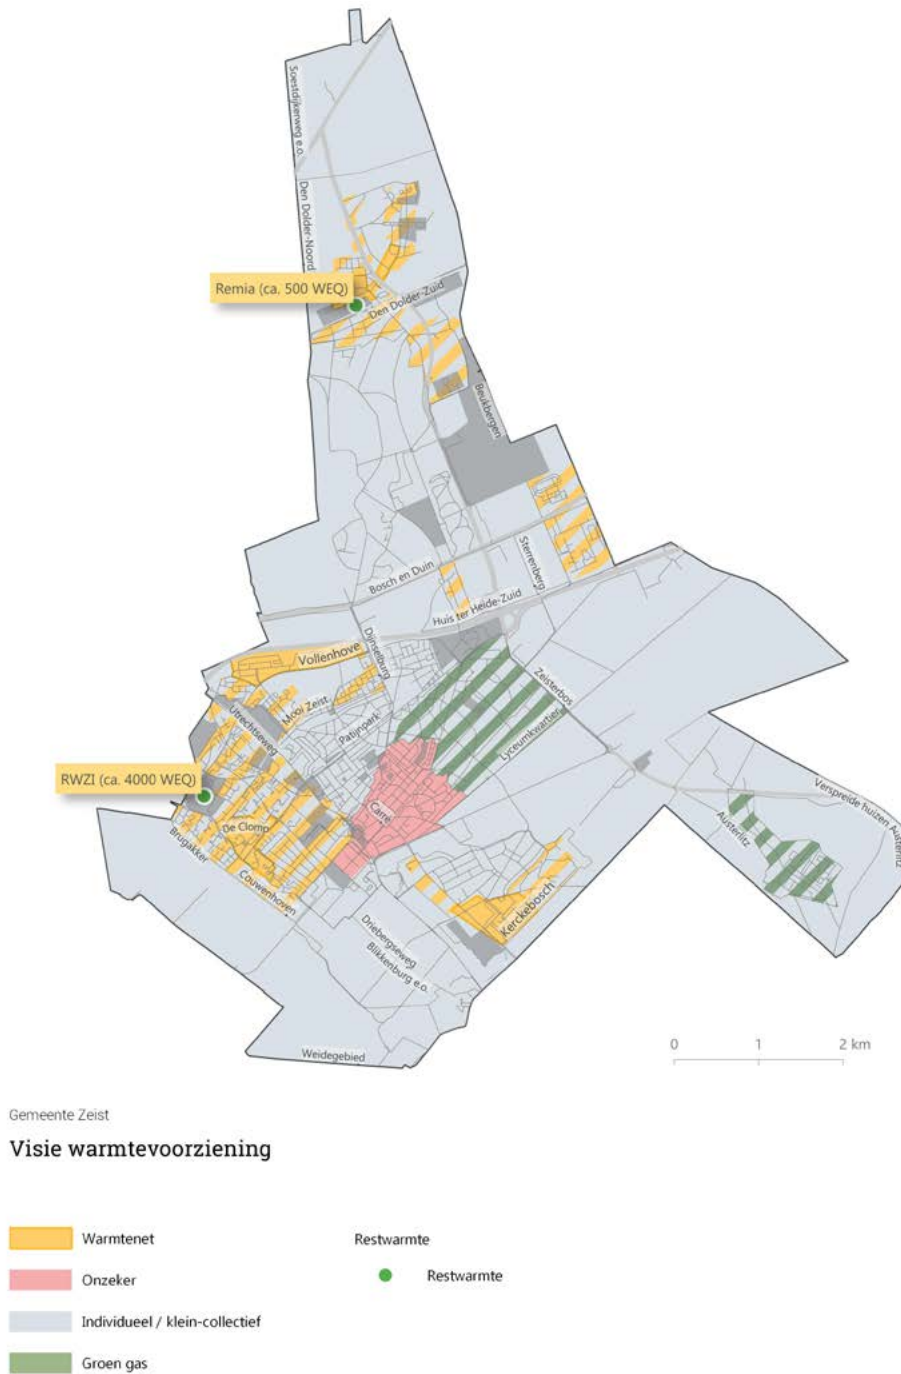 Soestdijkerweg e.o.
Den Dolder-Noord
Remia (ca. 500 WEQ)
Den Dolder-Zuid
Beukbergen
Sterrenberg
Bosch en Duin
Huis ter Heide-Zuid
Dijnselburg
Vollenhove
Zeisterbos
Mooi Zeist
Utrechtseweg
Patijnpark
Lyceumkwartier
RWZI (ca. 4000 WEQ)
Verspreide huizen Austerlitz
Carre
Austerlitz
De Clomp
Brugakker
Couwenhoven
Kerckebosch
Driebergseweg
Blikkenburg e.o.
Weidegebied
0 1 2 km
Gemeente Zeist
Visie warmtevoorziening
Warmtenet
Restwarmte
Onzeker
Restwarmte
Individueel / klein-collectief
Groen gas